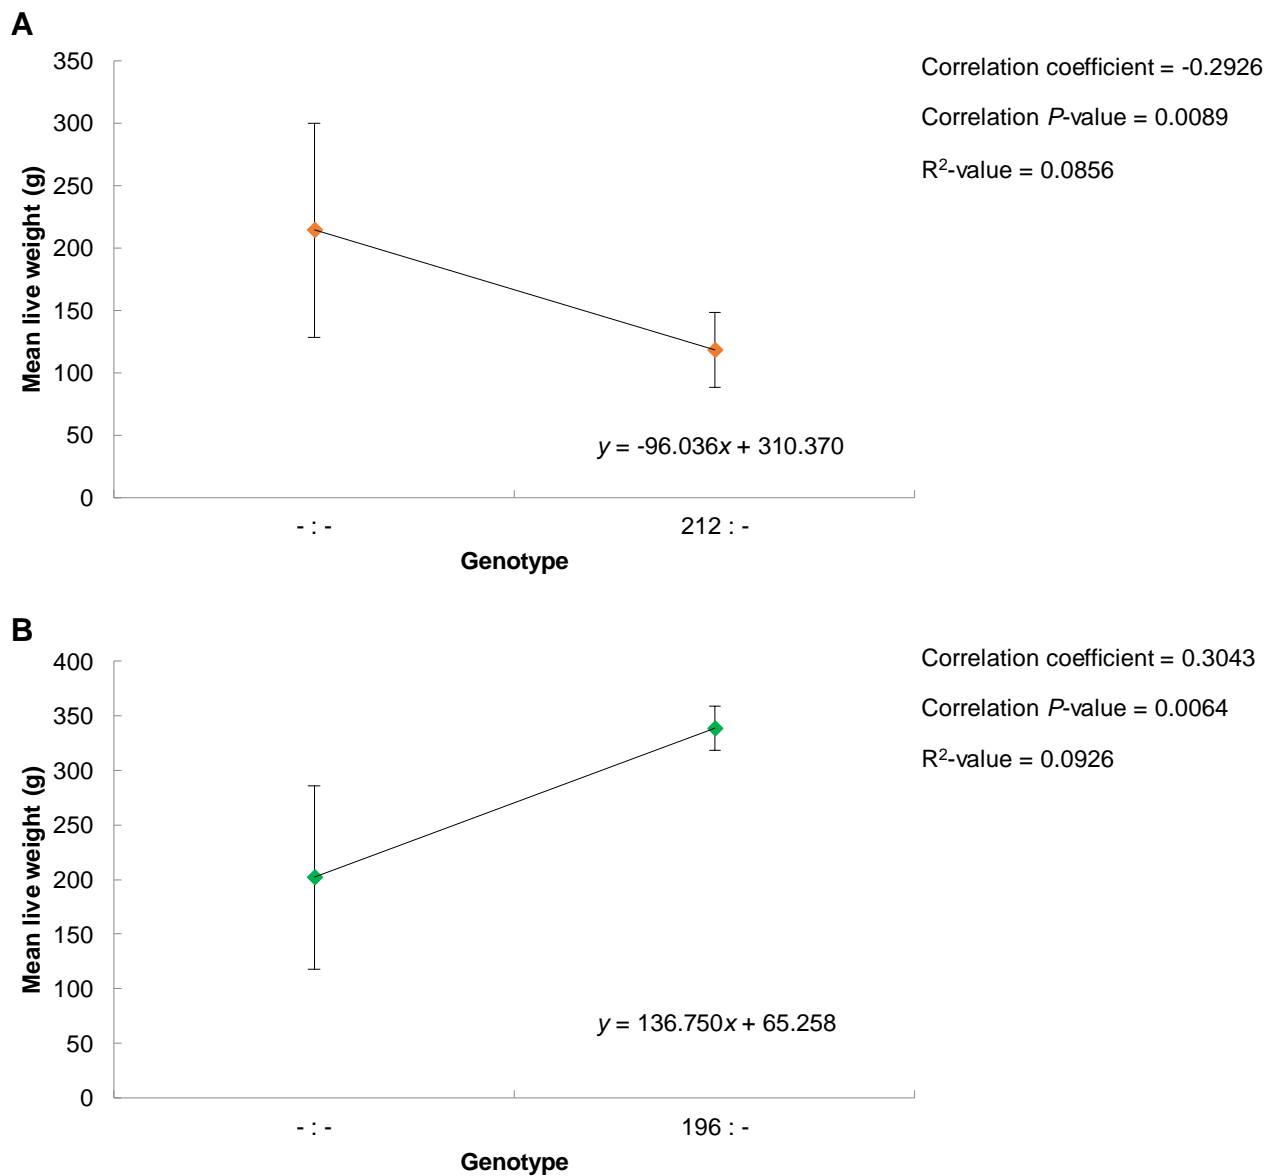 A
Correlation coefficient = -0.2926
Correlation P-value = 0.0089
R²-value = 0.0856
Mean live weight (g)
350
300
250
200
150
100
50
0
y = -96.036x + 310.370
- : -
212 : -
Genotype
B
Correlation coefficient = 0.3043
Correlation P-value = 0.0064
R²-value = 0.0926
Mean live weight (g)
400
350
300
250
200
150
100
50
0
y = 136.750x + 65.258
- : -
196 : -
Genotype